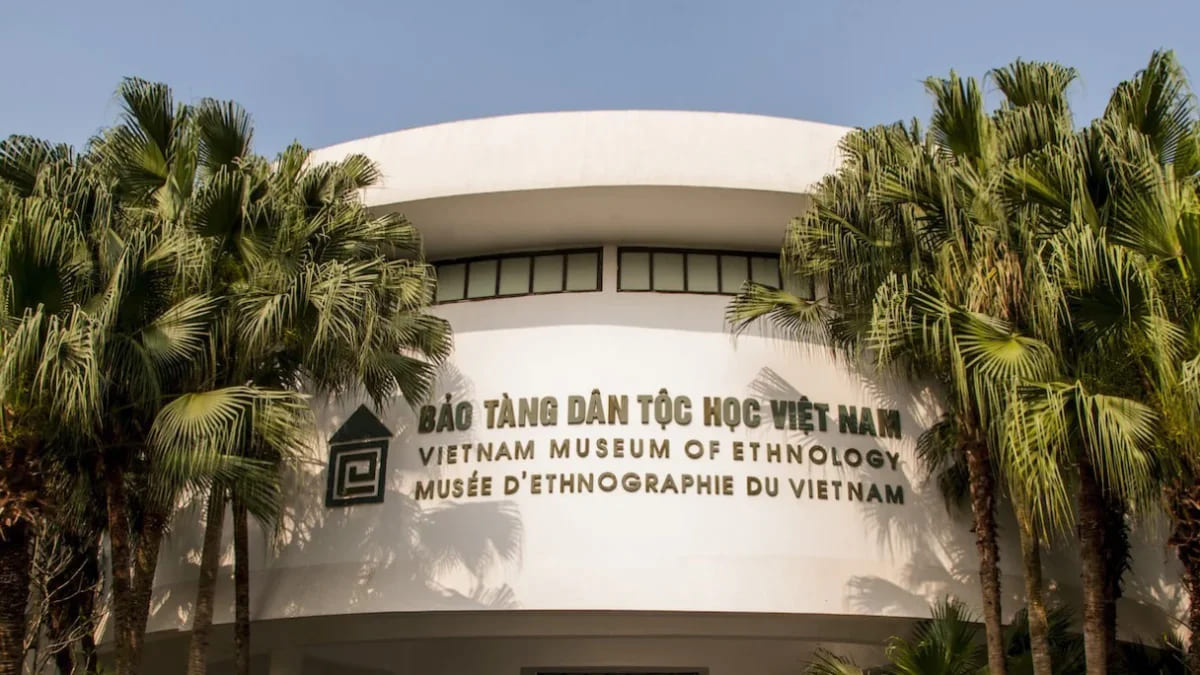 BẢO TÀNG DÂN TỘC HỌC VIỆT NAM
VIETNAM MUSEUM OF ETHNOLOGY
MUSÉE D'ETHNOGRAPHIE DU VIETNAM